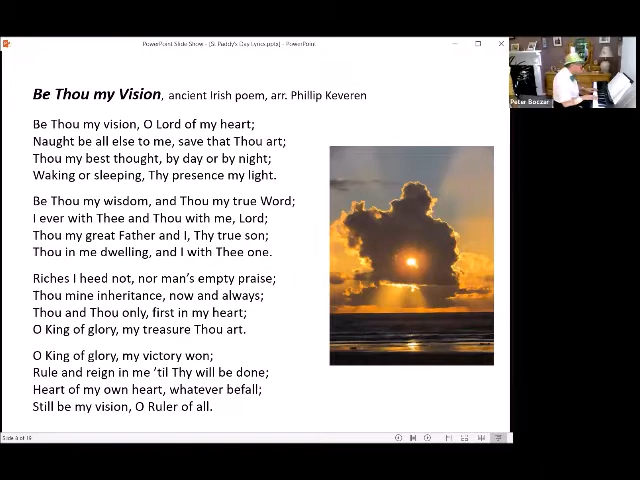 PowerPoint Slide Show - [St Paddy's Day Lyrics.pptx] - PowerPoint
Peter Boczar
Be Thou my Vision, ancient Irish poem, arr. Phillip Keveren
Be Thou my vision, O Lord of my heart;
Naught be all else to me, save that Thou art;
Thou my best thought, by day or by night;
Waking or sleeping, Thy presence my light.
Be Thou my wisdom, and Thou my true Word;
I ever with Thee and Thou with me, Lord;
Thou my great Father and I, Thy true son;
Thou in me dwelling, and I with Thee one.
Riches I heed not, nor man's empty praise;
Thou mine inheritance, now and always;
Thou and Thou only, first in my heart;
O King of glory, my treasure Thou art.
O King of glory, my victory won;
Rule and reign in me 'til Thy will be done;
Heart of my own heart, whatever befall;
Still be my vision, O Ruler of all.
Slide 8 of 19